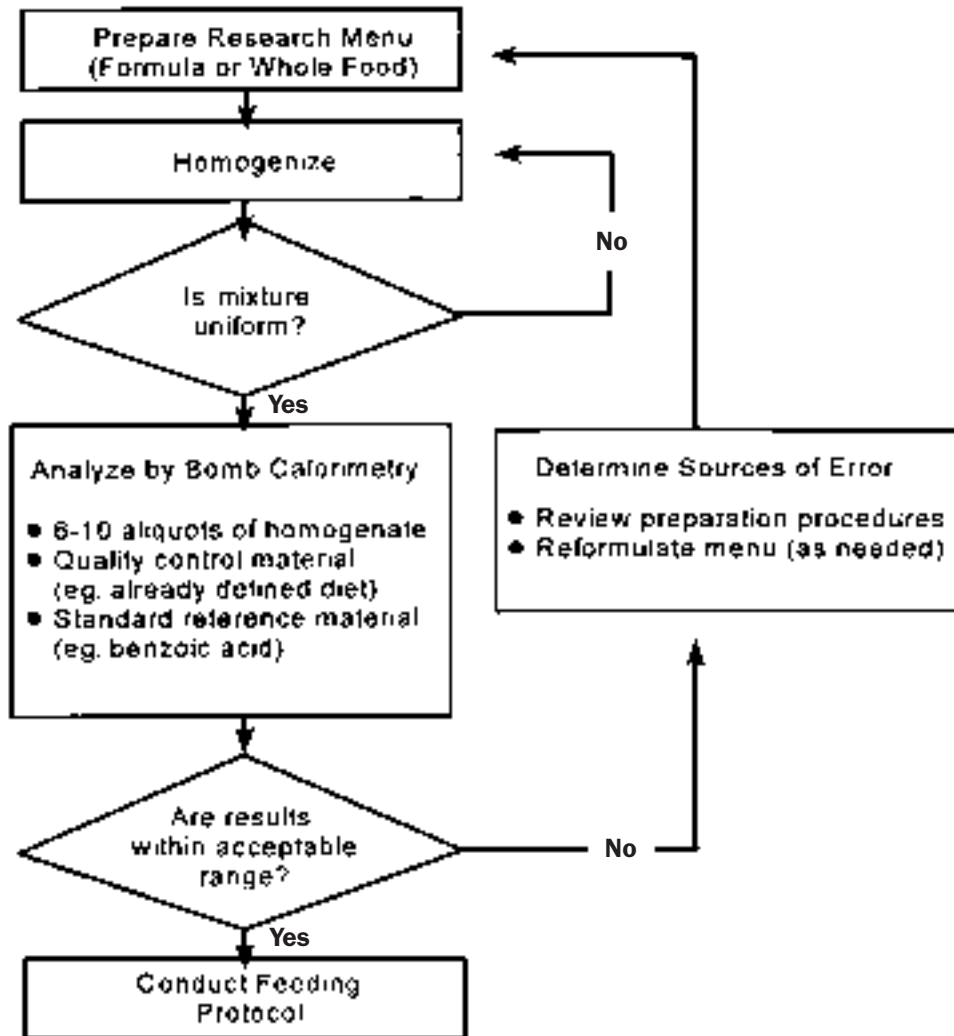 Prepare Research Menu
(Formula or Whole Food)
Homogenize
No
Is mixture
uniform?
Yes
Analyze by Bomb Calorimetry
● 6-10 aliquots of homogenate
● Quality control material
(eg. already defined diet)
● Standard reference material
(eg. benzoic acid)
Determine Sources of Error
● Review preparation procedures
● Reformulate menu (as needed)
Are results
within acceptable
range?
No
Yes
Conduct Feeding
Protocol